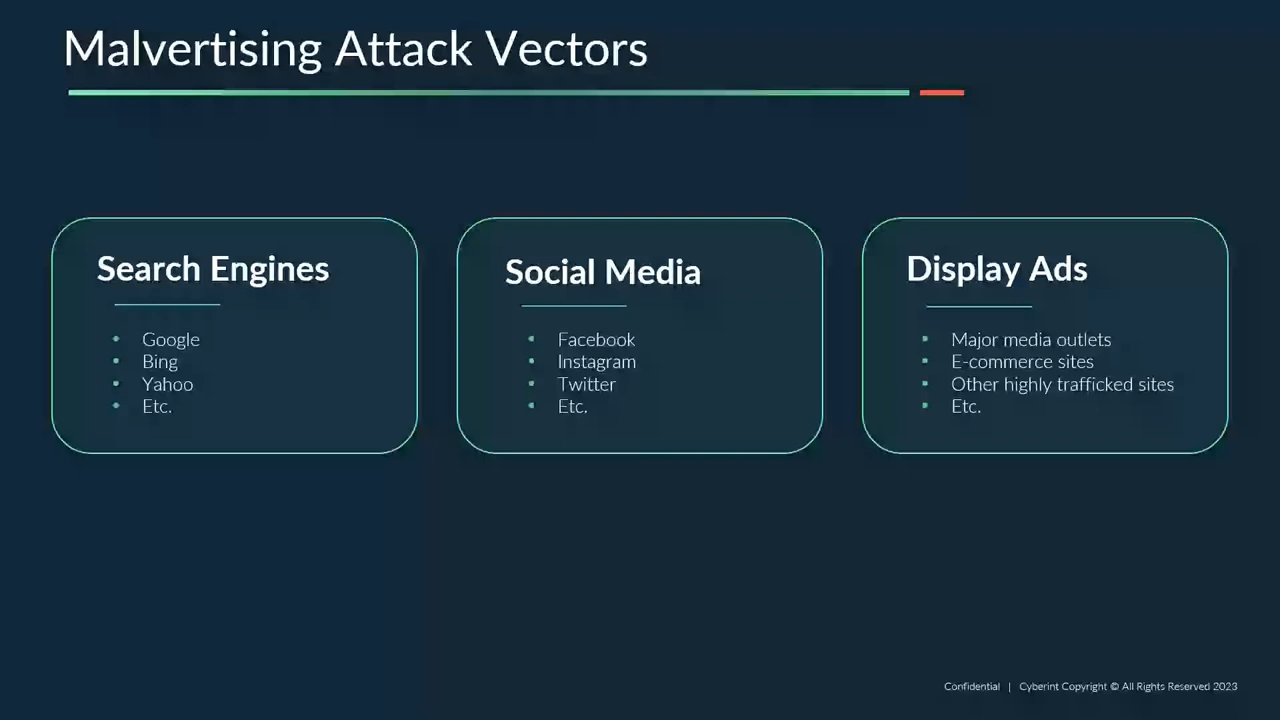 Malvertising Attack Vectors
Search Engines
• Google
• Bing
• Yahoo
• Etc.
Social Media
• Facebook
• Instagram
• Twitter
• Etc.
Display Ads
• Major media outlets
• E-commerce sites
• Other highly trafficked sites
• Etc.
Confidential | Cyberint Copyright © All Rights Reserved 2023